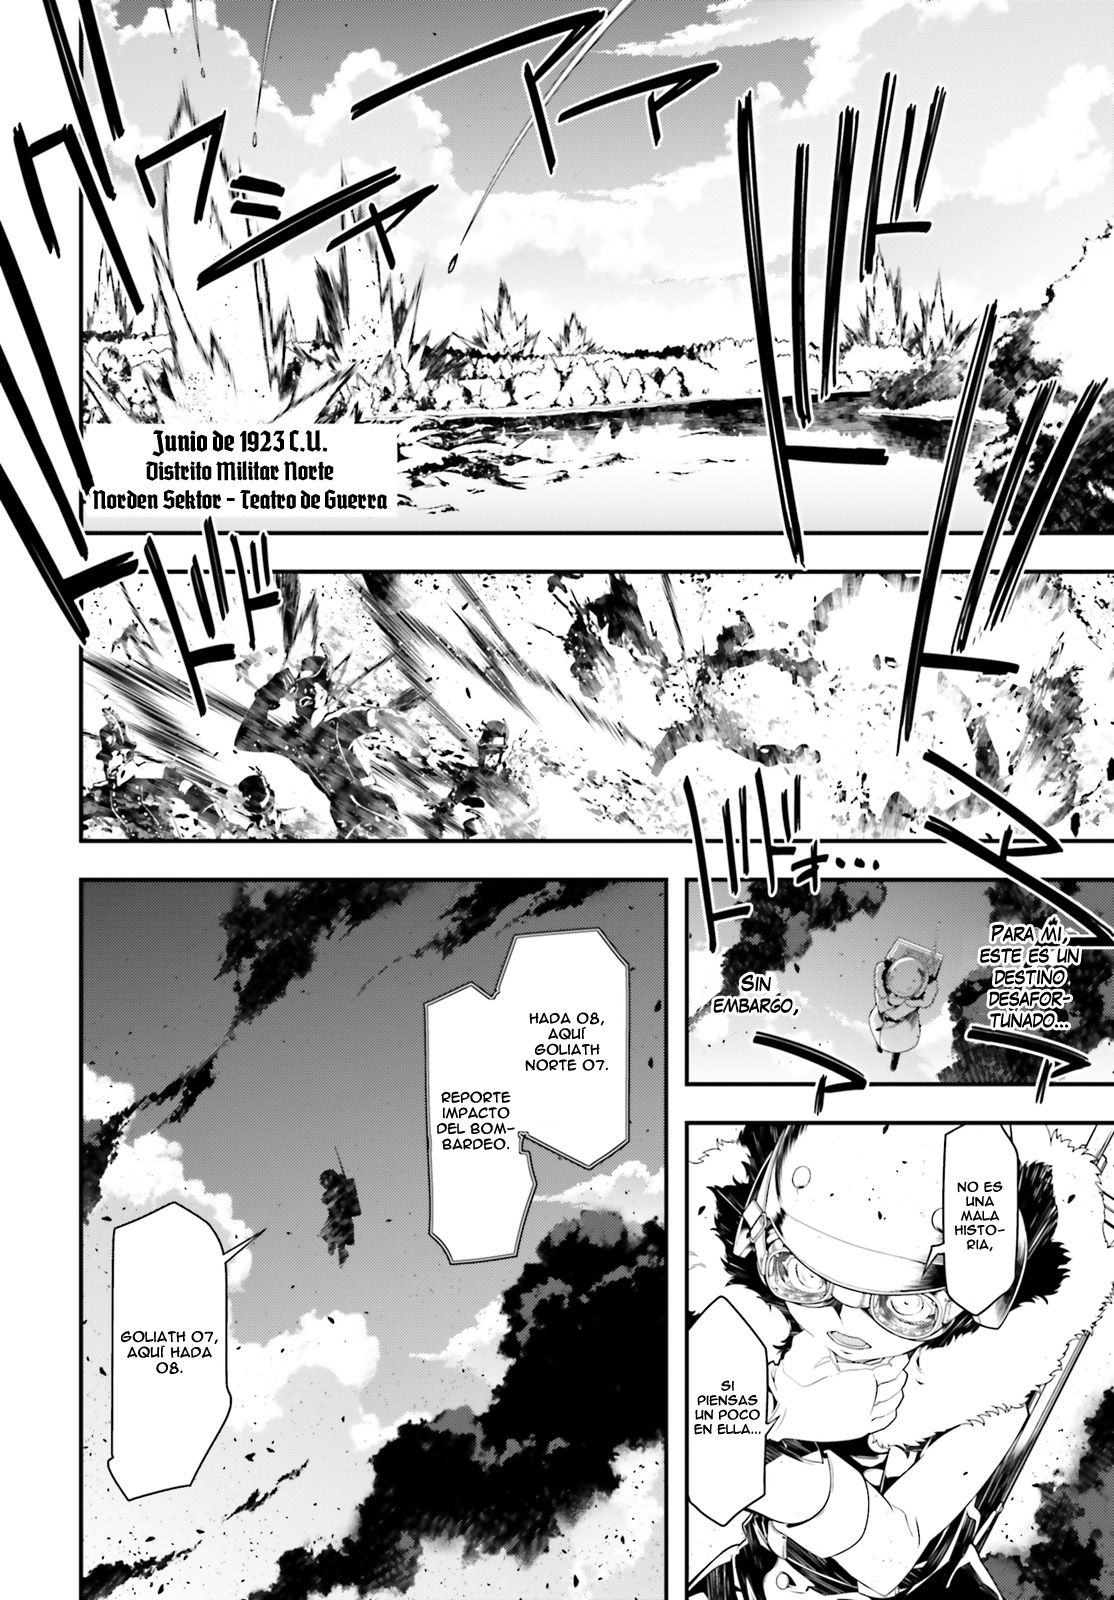 Junio de 1923 C.U.
Distrito Militar Norte
Norden Sektor - Teatro de Guerra
PARA MI,
ESTE ES UN
DESTINO
DESAFOR-
TUNADO...
SIN
EMBARGO,
NO ES
UNA
MALA
HISTO-
RIA,
SI
PIENSAS
UN POCO
EN ELLA...
HADA 08,
AQUÍ
GOLIATH
NORTE 07.
REPORTE
IMPACTO
DEL BOM-
BARDEO.
GOLIATH 07,
AQUÍ HADA
08.